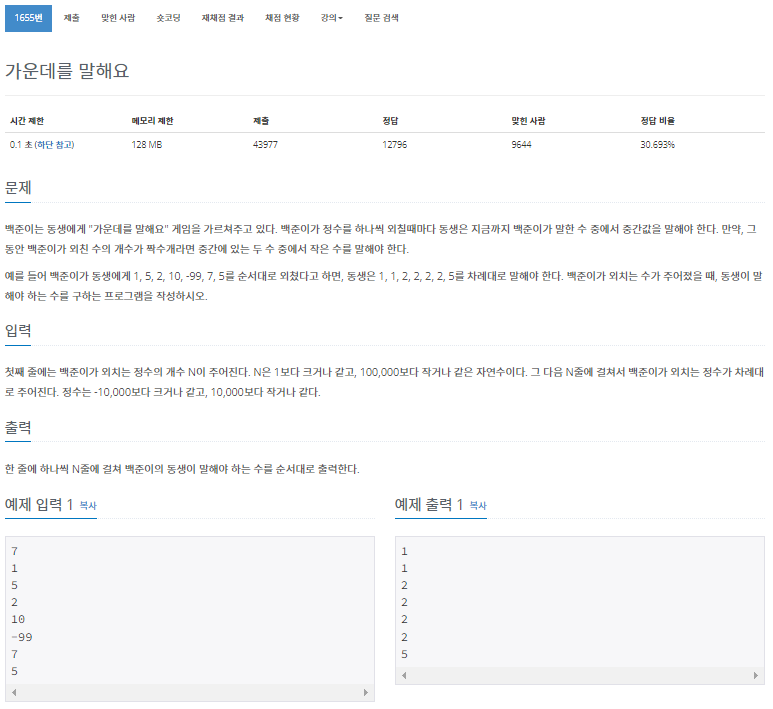 1655번 제출 맞힌 사람 숏코딩 재채점 결과 채점 현황 강의 질문 검색
가운데를 말해요
시간 제한 메모리 제한 제출 정답 맞힌 사람 정답 비율
0.1 초 (하단 참고) 128 MB 43977 12796 9644 30.693%
문제
백준이는 동생에게 "가운데를 말해요" 게임을 가르쳐주고 있다. 백준이가 정수를 하나씩 외칠때마다 동생은 지금까지 백준이가 말한 수 중에서 중간값을 말해야 한다. 만약, 그
동안 백준이가 외친 수의 개수가 짝수개라면 중간에 있는 두 수 중에서 작은 수를 말해야 한다.
예를 들어 백준이가 동생에게 1, 5, 2, 10, -99, 7, 5를 순서대로 외쳤다고 하면, 동생은 1, 1, 2, 2, 2, 2, 5를 차례대로 말해야 한다. 백준이가 외치는 수가 주어졌을 때, 동생이 말
해야 하는 수를 구하는 프로그램을 작성하시오.
입력
첫째 줄에는 백준이가 외치는 정수의 개수 N이 주어진다. N은 1보다 크거나 같고, 100,000보다 작거나 같은 자연수이다. 그 다음 N줄에 걸쳐서 백준이가 외치는 정수가 차례대
로 주어진다. 정수는 -10,000보다 크거나 같고, 10,000보다 작거나 같다.
출력
한 줄에 하나씩 N줄에 걸쳐 백준이의 동생이 말해야 하는 수를 순서대로 출력한다.
예제 입력 1 복사
7
1
5
2
10
-99
7
5
예제 출력 1 복사
1
1
2
2
2
2
5